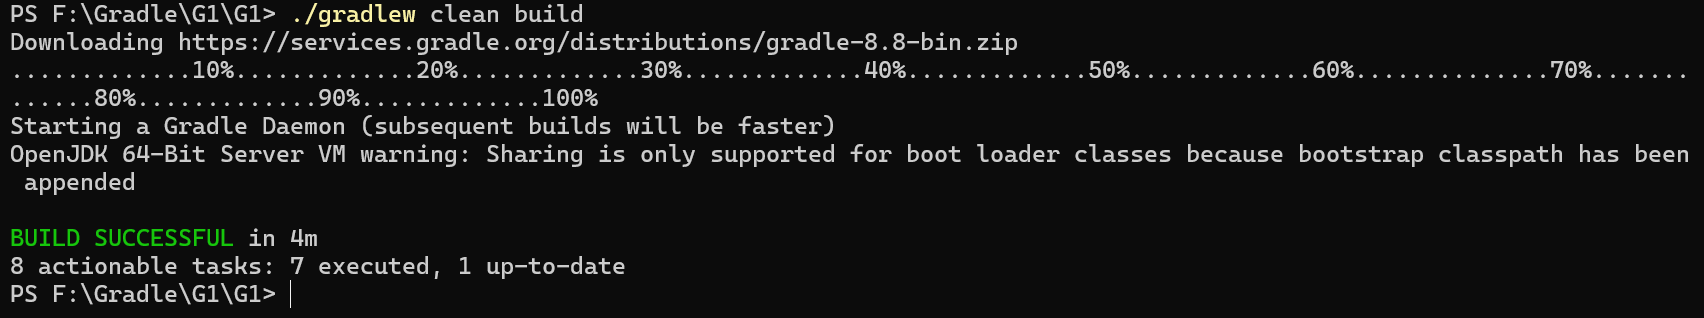 PS F:\Gradle\G1\G1> ./gradlew clean build
Downloading https://services.gradle.org/distributions/gradle-8.8-bin.zip
.............10%.............20%.............30%.............40%.............50%.............60%..............70%.......
......80%.............90%.............100%
Starting a Gradle Daemon (subsequent builds will be faster)
OpenJDK 64-Bit Server VM warning: Sharing is only supported for boot loader classes because bootstrap classpath has been
 appended
BUILD SUCCESSFUL in 4m
8 actionable tasks: 7 executed, 1 up-to-date
PS F:\Gradle\G1\G1>